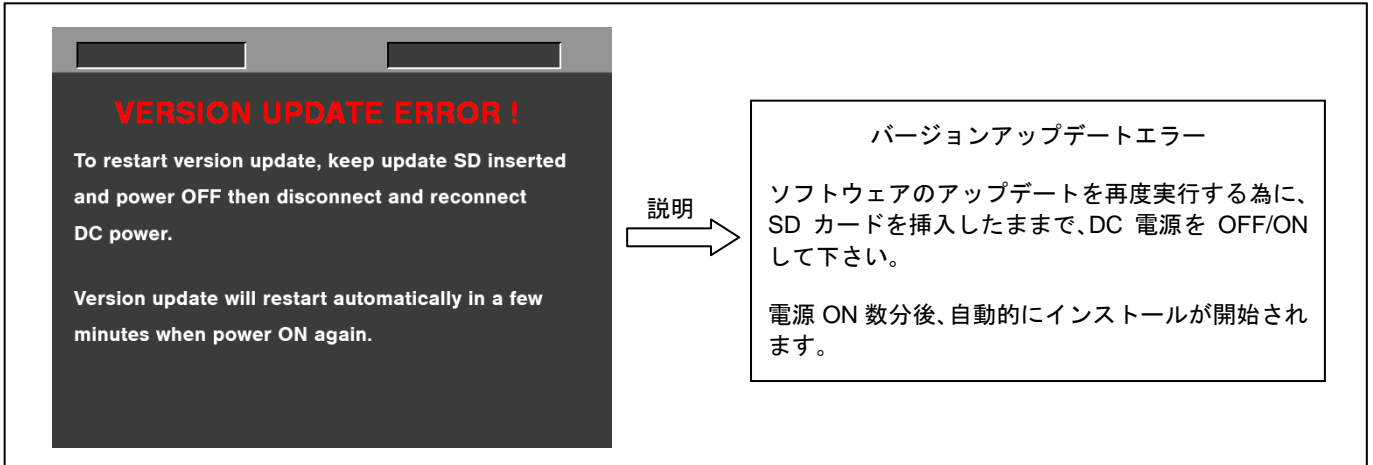 VERSION UPDATE ERROR !
To restart version update, keep update SD inserted
and power OFF then disconnect and reconnect
DC power.
Version update will restart automatically in a few
minutes when power ON again.
説明
バージョンアップデートエラー
ソフトウェアのアップデートを再度実行する為に、
SD カードを挿入したままで、DC 電源を OFF/ON
して下さい。
電源 ON 数分後、自動的にインストールが開始され
ます。